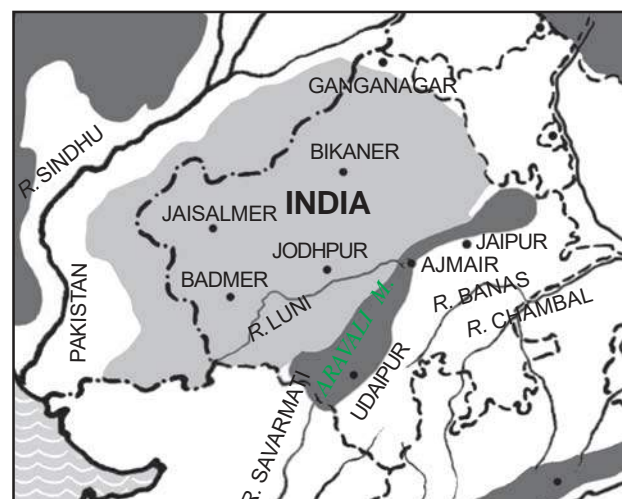 GANGANAGAR
R. SINDHU
BIKANER
INDIA
JAISALMER
JAIPUR
JODHPUR
AJMAIR
BADMER
R. BANAS
R. CHAMBAL
R. LUNI
PAKISTAN
ARAVALI M.
UDAIPUR
R. SAVARMATI